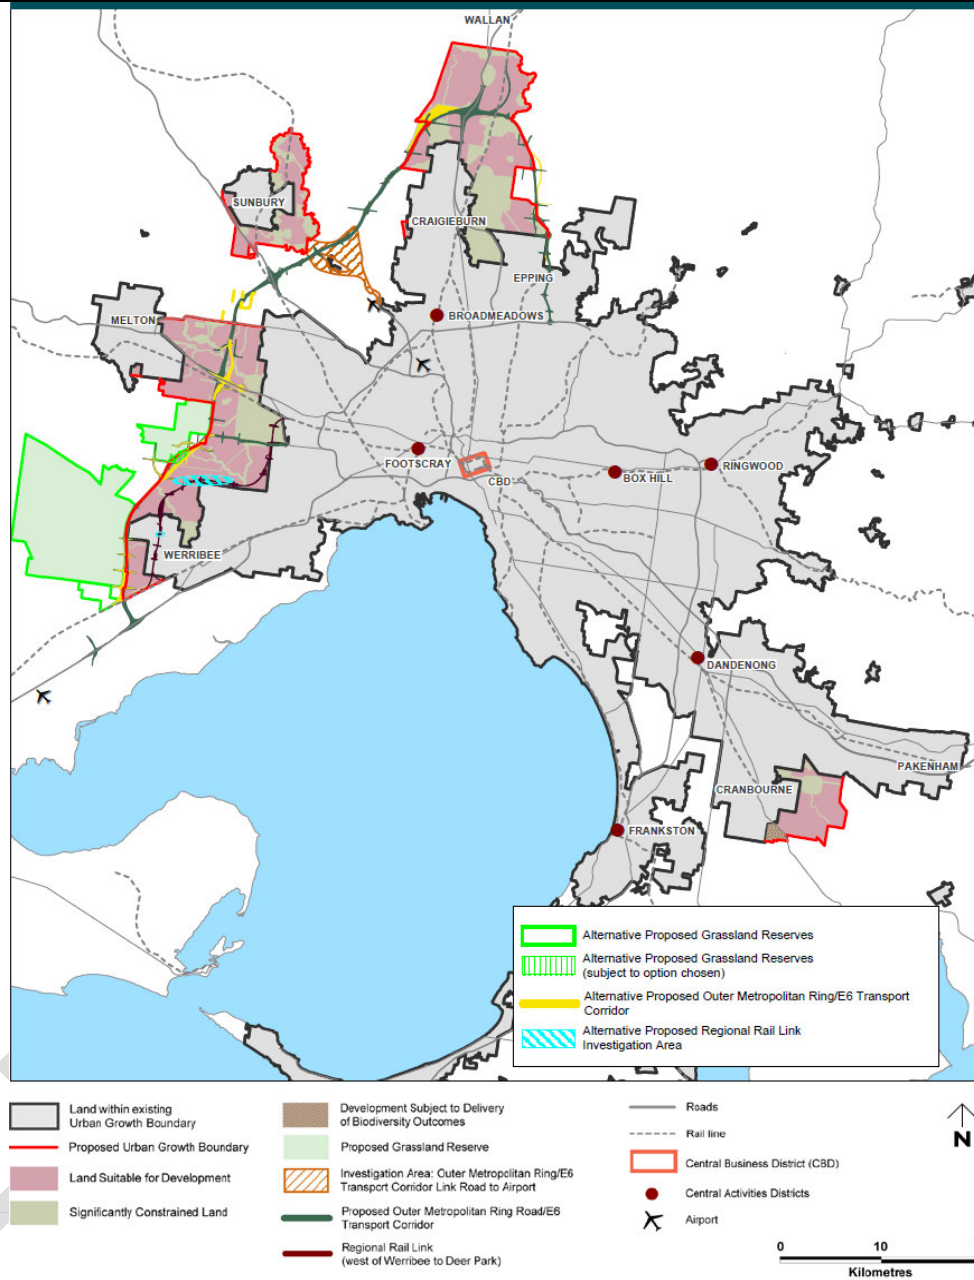 WALLAN
SUNBURY
CRAIGIEBURN
EPPING
MELTON
BROADMEADOWS
FOOTSCRAY
CBD
BOX HILL
RINGWOOD
WERRIBEE
DANDENONG
PAKENHAM
CRANBOURNE
FRANKSTON
Alternative Proposed Grassland Reserves
Alternative Proposed Grassland Reserves
(subject to option chosen)
Alternative Proposed Outer Metropolitan Ring/E6 Transport
Corridor
Alternative Proposed Regional Rail Link
Investigation Area
Land within existing
Urban Growth Boundary
Proposed Urban Growth Boundary
Land Suitable for Development
Significantly Constrained Land
Development Subject to Delivery
of Biodiversity Outcomes
Proposed Grassland Reserve
Investigation Area: Outer Metropolitan Ring/E6
Transport Corridor Link Road to Airport
Proposed Outer Metropolitan Ring Road/E6
Transport Corridor
Regional Rail Link
(west of Werribee to Deer Park)
Roads
Rail line
Central Business District (CBD)
Central Activities Districts
Airport
N
0 10
Kilometres